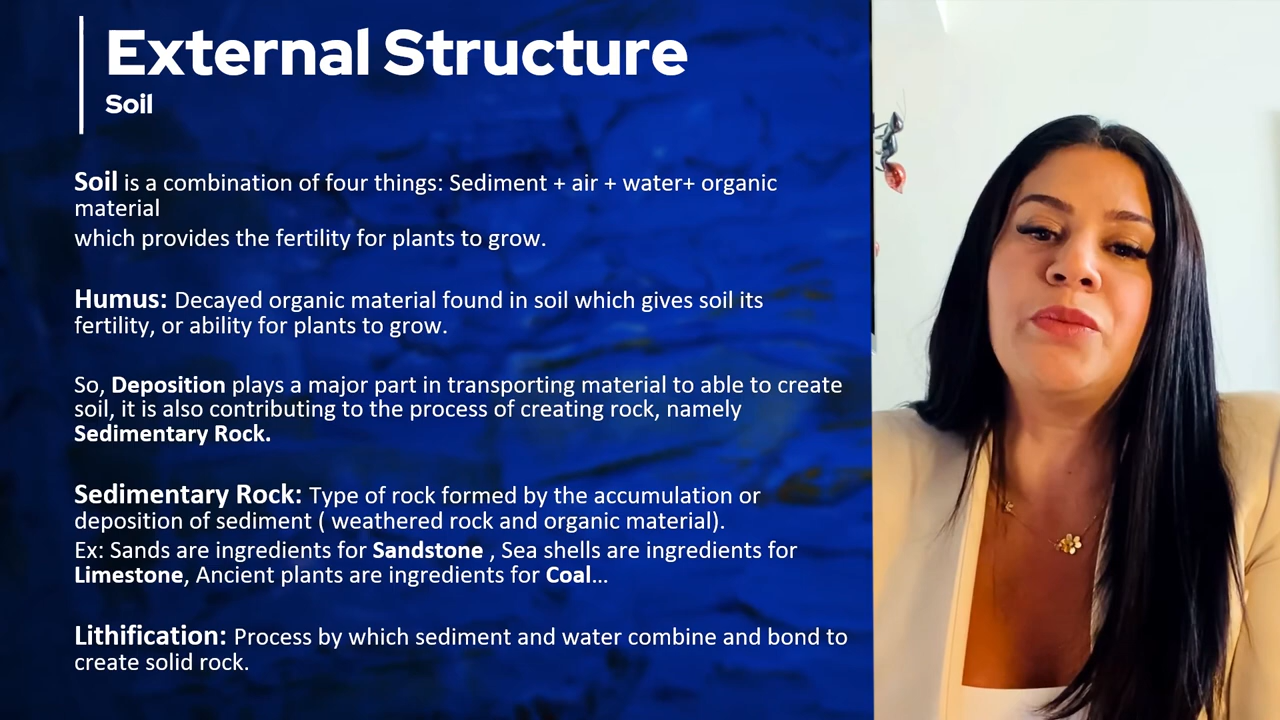 External Structure
Soil
Soil is a combination of four things: Sediment + air + water+ organic
material
which provides the fertility for plants to grow.
Humus: Decayed organic material found in soil which gives soil its
fertility, or ability for plants to grow.
So, Deposition plays a major part in transporting material to able to create
soil, it is also contributing to the process of creating rock, namely
Sedimentary Rock.
Sedimentary Rock: Type of rock formed by the accumulation or
deposition of sediment ( weathered rock and organic material).
Ex: Sands are ingredients for Sandstone , Sea shells are ingredients for
Limestone, Ancient plants are ingredients for Coal...
Lithification: Process by which sediment and water combine and bond to
create solid rock.